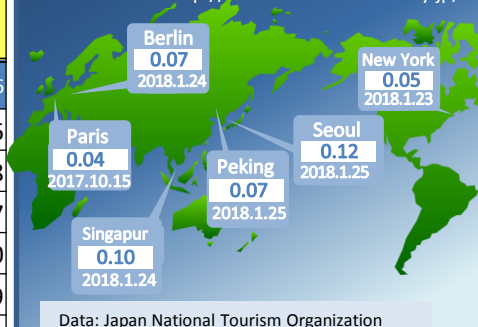 Berlin
0.07
2018.1.24
New York
0.05
2018.1.23
Paris
0.04
2017.10.15
Seoul
0.12
2018.1.25
Peking
0.07
2018.1.25
Singapur
0.10
2018.1.24
Data: Japan National Tourism Organization